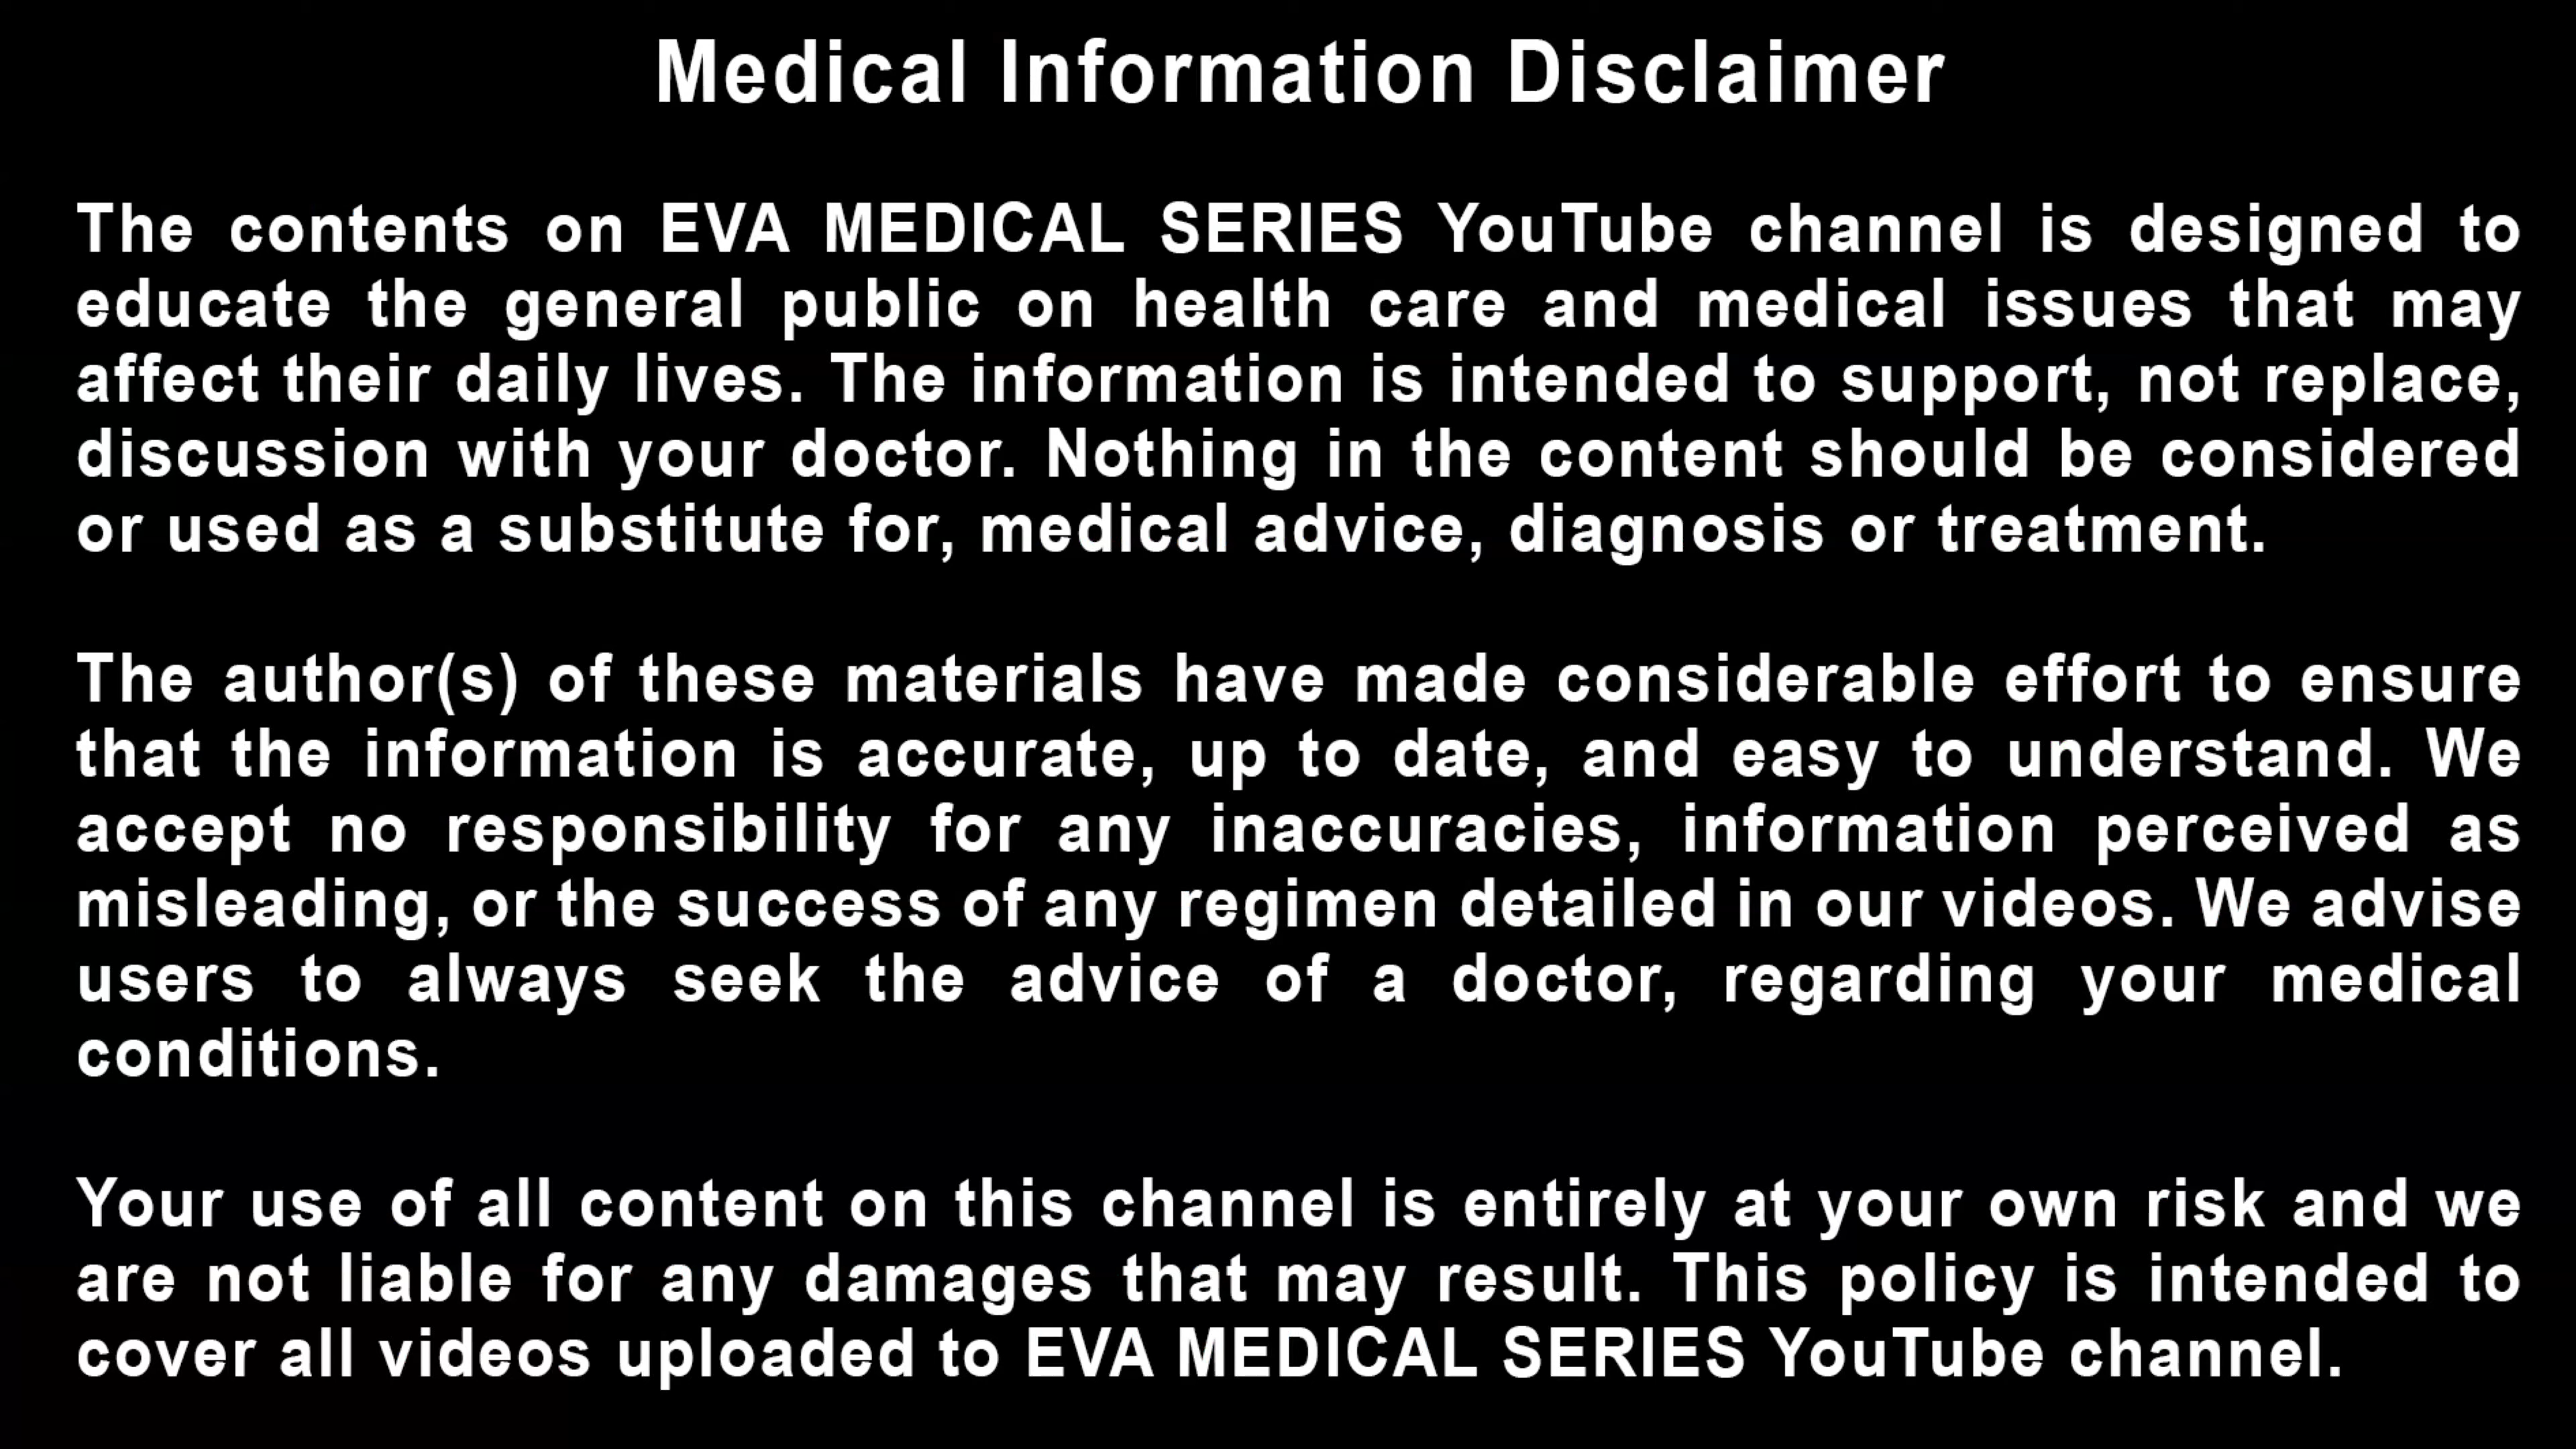 Medical Information Disclaimer
The contents on EVA MEDICAL SERIES YouTube channel is designed to
educate the general public on health care and medical issues that may
affect their daily lives. The information is intended to support, not replace,
discussion with your doctor. Nothing in the content should be considered
or used as a substitute for, medical advice, diagnosis or treatment.
The author(s) of these materials have made considerable effort to ensure
that the information is accurate, up to date, and easy to understand. We
accept no responsibility for any inaccuracies, information perceived as
misleading, or the success of any regimen detailed in our videos. We advise
users to always seek the advice of a doctor, regarding your medical
conditions.
Your use of all content on this channel is entirely at your own risk and we
are not liable for any damages that may result. This policy is intended to
cover all videos uploaded to EVA MEDICAL SERIES YouTube channel.